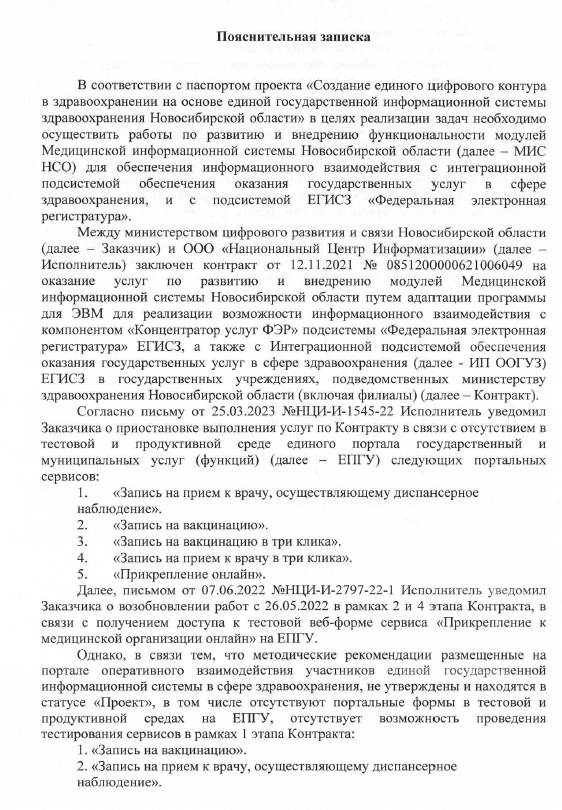 Пояснительная записка
В соответствии с паспортом проекта «Создание единого цифрового контура
в здравоохранении на основе единой государственной информационной системы
здравоохранения Новосибирской области» в целях реализации задач необходимо
осуществить работы по развитию и внедрению функциональности модулей
Медицинской информационной системы Новосибирской области (далее – МИС
НСО) для обеспечения информационного взаимодействия с интеграционной
подсистемой обеспечения оказания государственных услуг в сфере
здравоохранения, и с подсистемой ЕГИСЗ «Федеральная электронная
регистратура».
Между министерством цифрового развития и связи Новосибирской области
(далее – Заказчик) и ООО «Национальный Центр Информатизации» (далее –
Исполнитель) заключен контракт от 12.11.2021 № 0851200000621006049 на
оказание услуг по развитию и внедрению модулей Медицинской
информационной системы Новосибирской области путем адаптации программы
для ЭВМ для реализации возможности информационного взаимодействия с
компонентом «Концентратор услуг ФЭР» подсистемы «Федеральная электронная
регистратура» ЕГИСЗ, а также с Интеграционной подсистемой обеспечения
оказания государственных услуг в сфере здравоохранения (далее - ИП ООГУЗ)
ЕГИСЗ в государственных учреждениях, подведомственных министерству
здравоохранения Новосибирской области (включая филиалы) (далее – Контракт).
Согласно письму от 25.03.2023 №НЦИ-И-1545-22 Исполнитель уведомил
Заказчика о приостановке выполнения услуг по Контракту в связи с отсутствием в
тестовой и продуктивной среде единого портала государственный и
муниципальных услуг (функций) (далее – ЕПГУ) следующих портальных
сервисов:
1. «Запись на прием к врачу, осуществляющему диспансерное
наблюдение».
2. «Запись на вакцинацию».
3. «Запись на вакцинацию в три клика».
4. «Запись на прием к врачу в три клика».
5. «Прикрепление онлайн».
Далее, письмом от 07.06.2022 №НЦИ-И-2797-22-1 Исполнитель уведомил
Заказчика о возобновлении работ с 26.05.2022 в рамках 2 и 4 этапа Контракта, в
связи с получением доступа к тестовой веб-форме сервиса «Прикрепление к
медицинской организации онлайн» на ЕПГУ.
Однако, в связи тем, что методические рекомендации размещенные на
портале оперативного взаимодействия участников единой государственной
информационной системы в сфере здравоохранения, не утверждены и находятся в
статусе «Проект», в том числе отсутствуют портальные формы в тестовой и
продуктивной средах на ЕПГУ, отсутствует возможность проведения
тестирования сервисов в рамках 1 этапа Контракта:
1. «Запись на вакцинацию».
2. «Запись на прием к врачу, осуществляющему диспансерное
наблюдение».